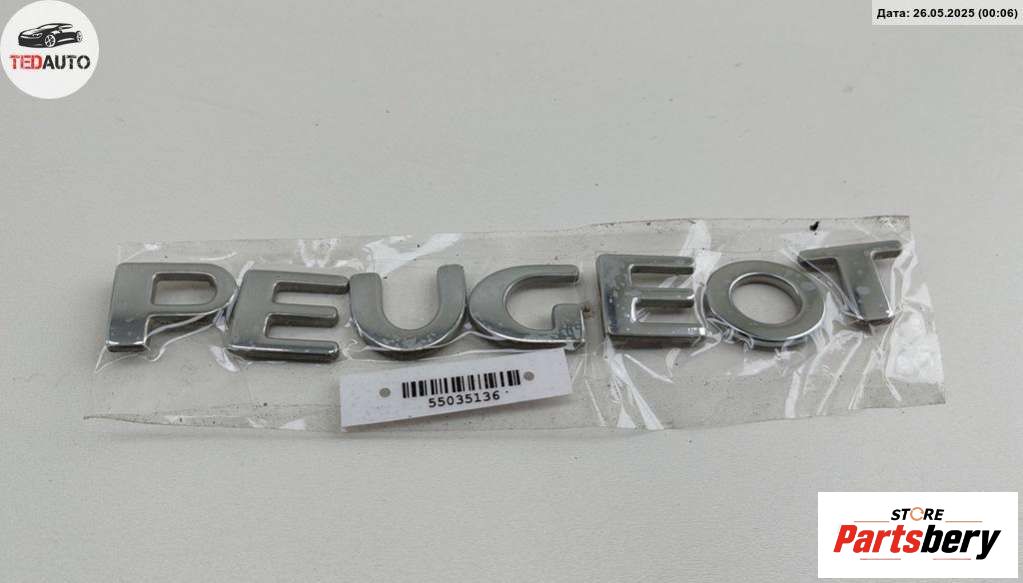 Дата: 26.05.2025 (00:06)
TEDAUTO
PEUGEOT
55035136
STORE
Partsbery